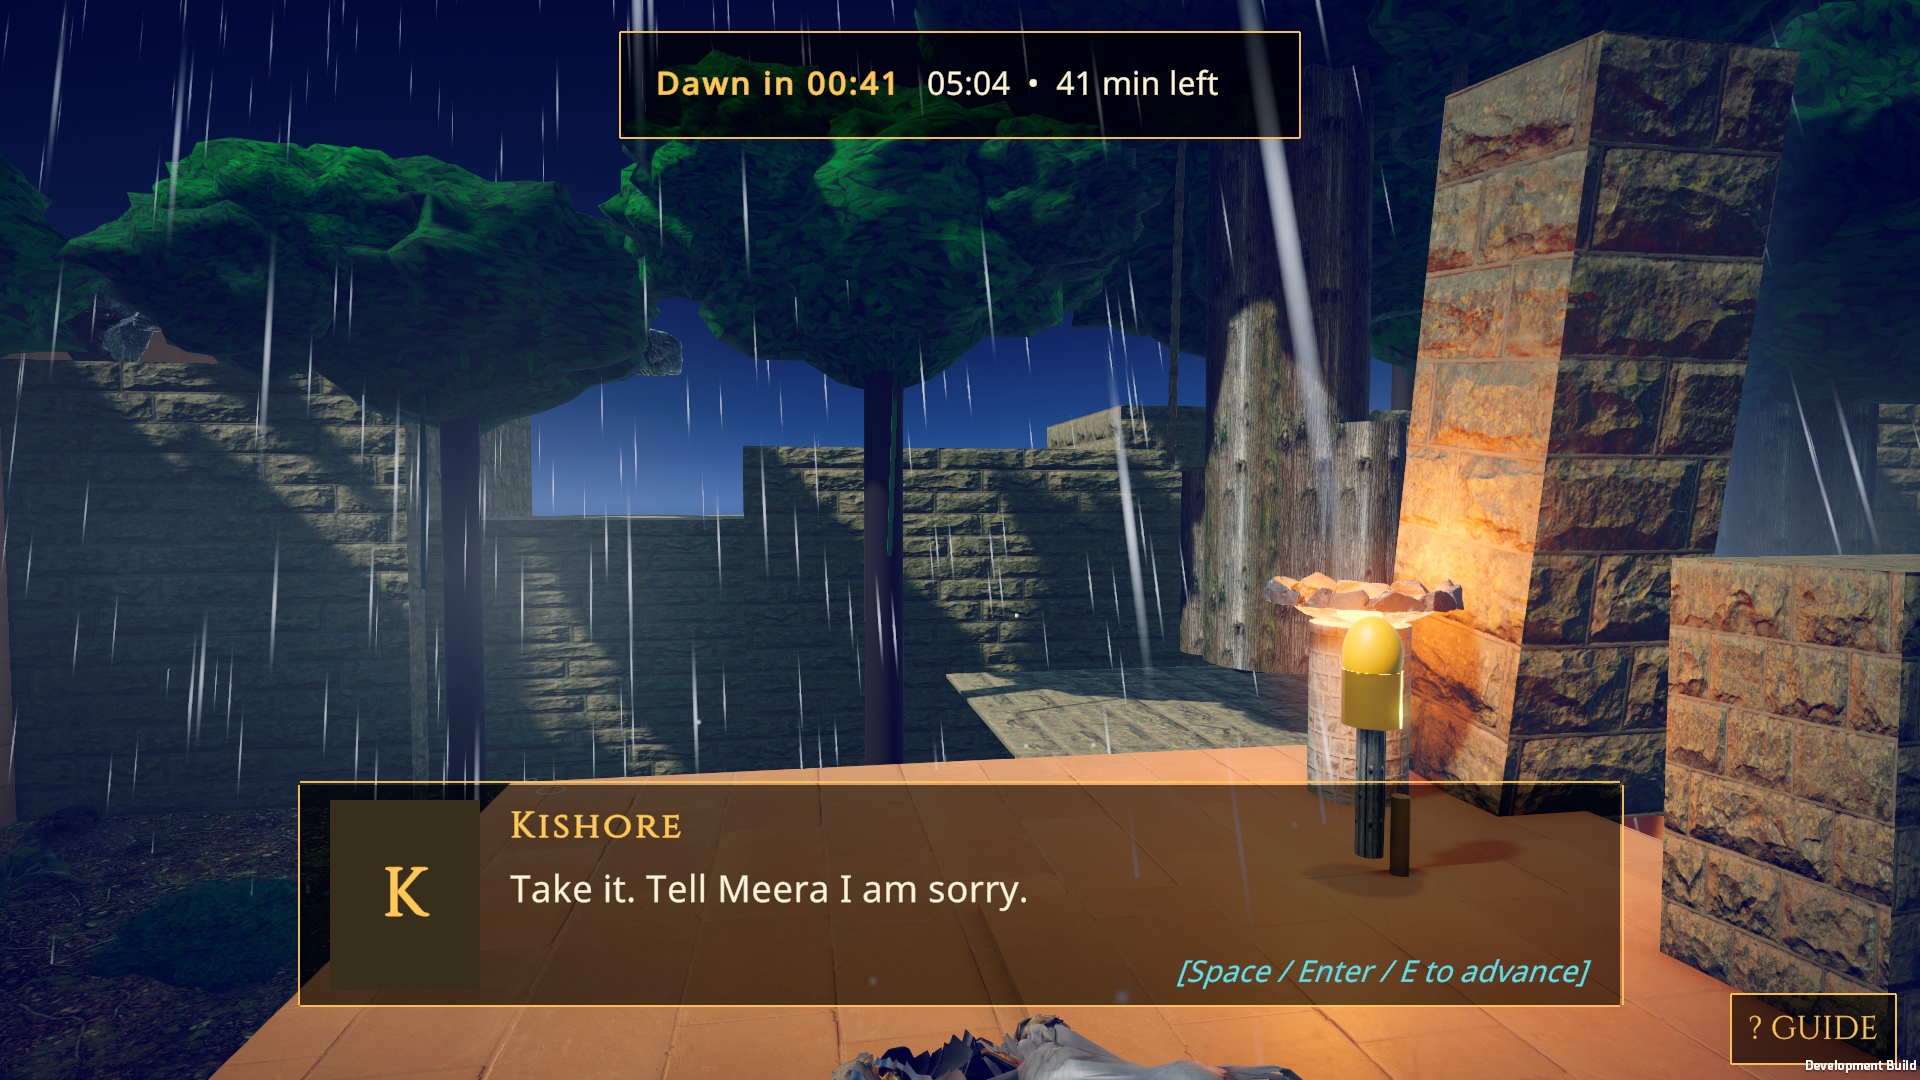 Dawn in 00:41 05:04 • 41 min left
Kishore
K
Take it. Tell Meera I am sorry.
[Space / Enter / E to advance]
? GUIDE
Development Build